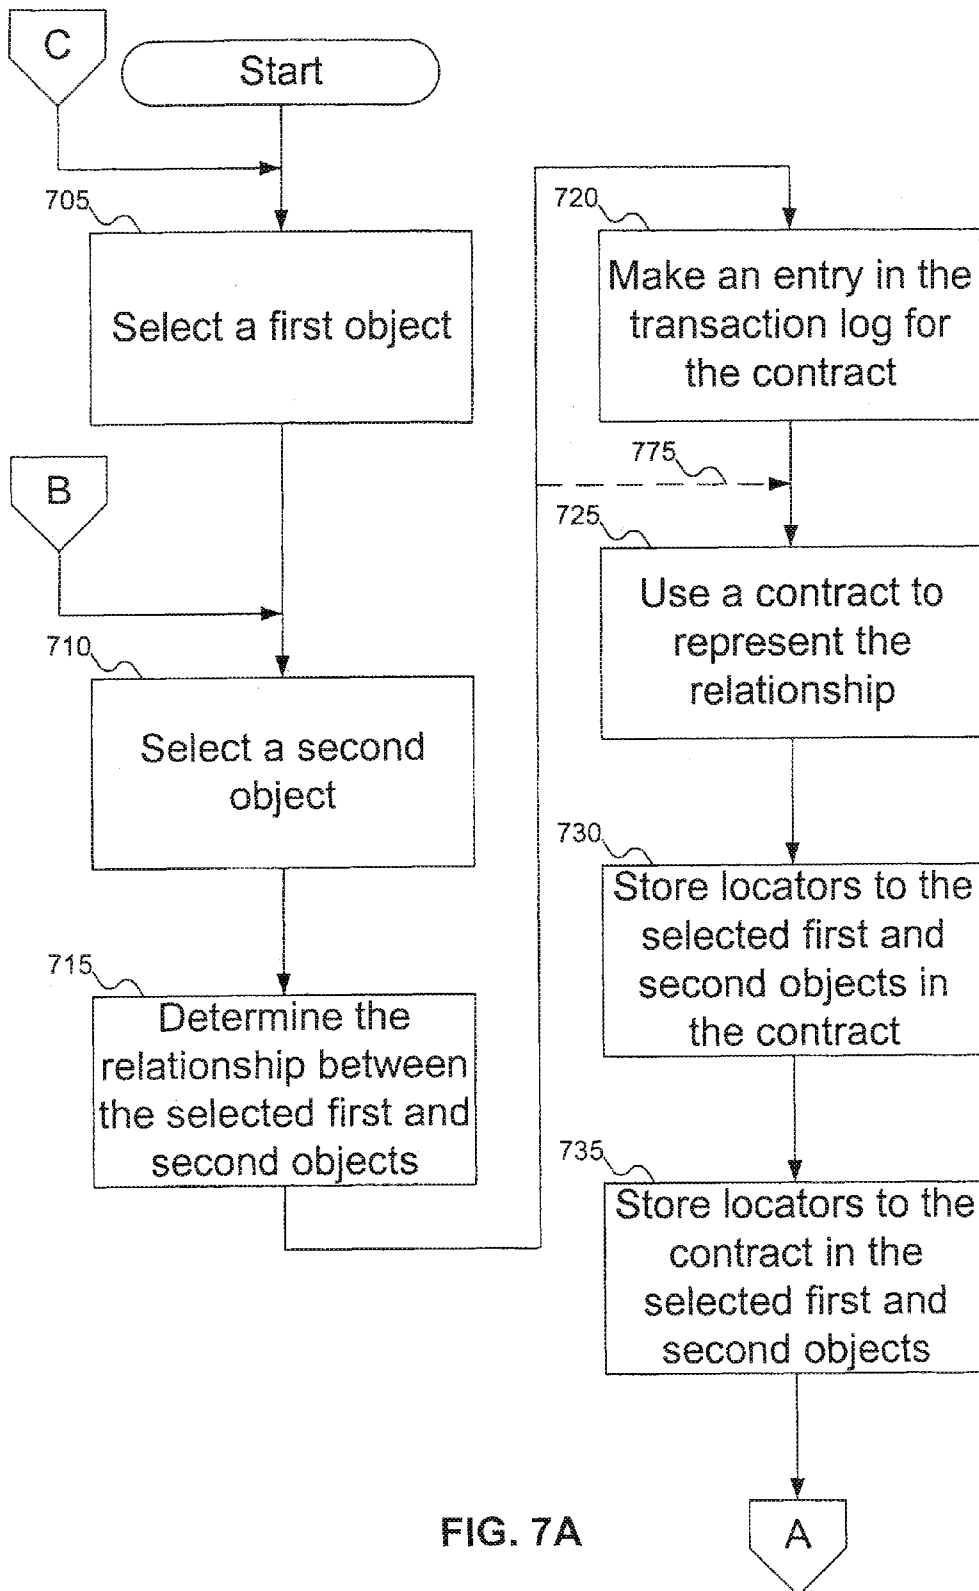 C
Start
705
Select a first object
B
710
Select a second
object
715
Determine the
relationship between
the selected first and
second objects
720
Make an entry in the
transaction log for
the contract
775
725
Use a contract to
represent the
relationship
730
Store locators to the
selected first and
second objects in
the contract
735
Store locators to the
contract in the
selected first and
second objects
A
FIG. 7A